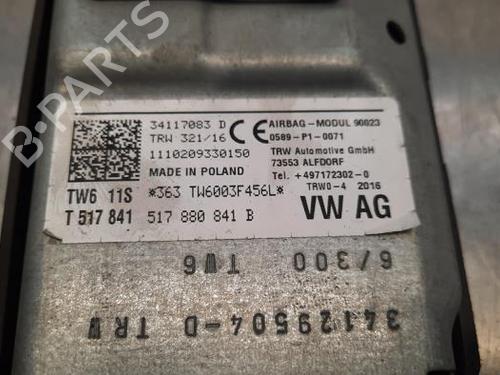 34117083 D
TRW 321/16
1110209330150
MADE IN POLAND
CE
AIRBAG-MODUL 90023
0589-P1-0071
TRW Automotive GmbH
73553 ALFDORF
Tel. +497172302-0
TRW0-4 2016
TW6 11S *363 TW6003F456L*
T 517 841 517 880 841 B VW AG
6/300 TW6
34129504-D TRW